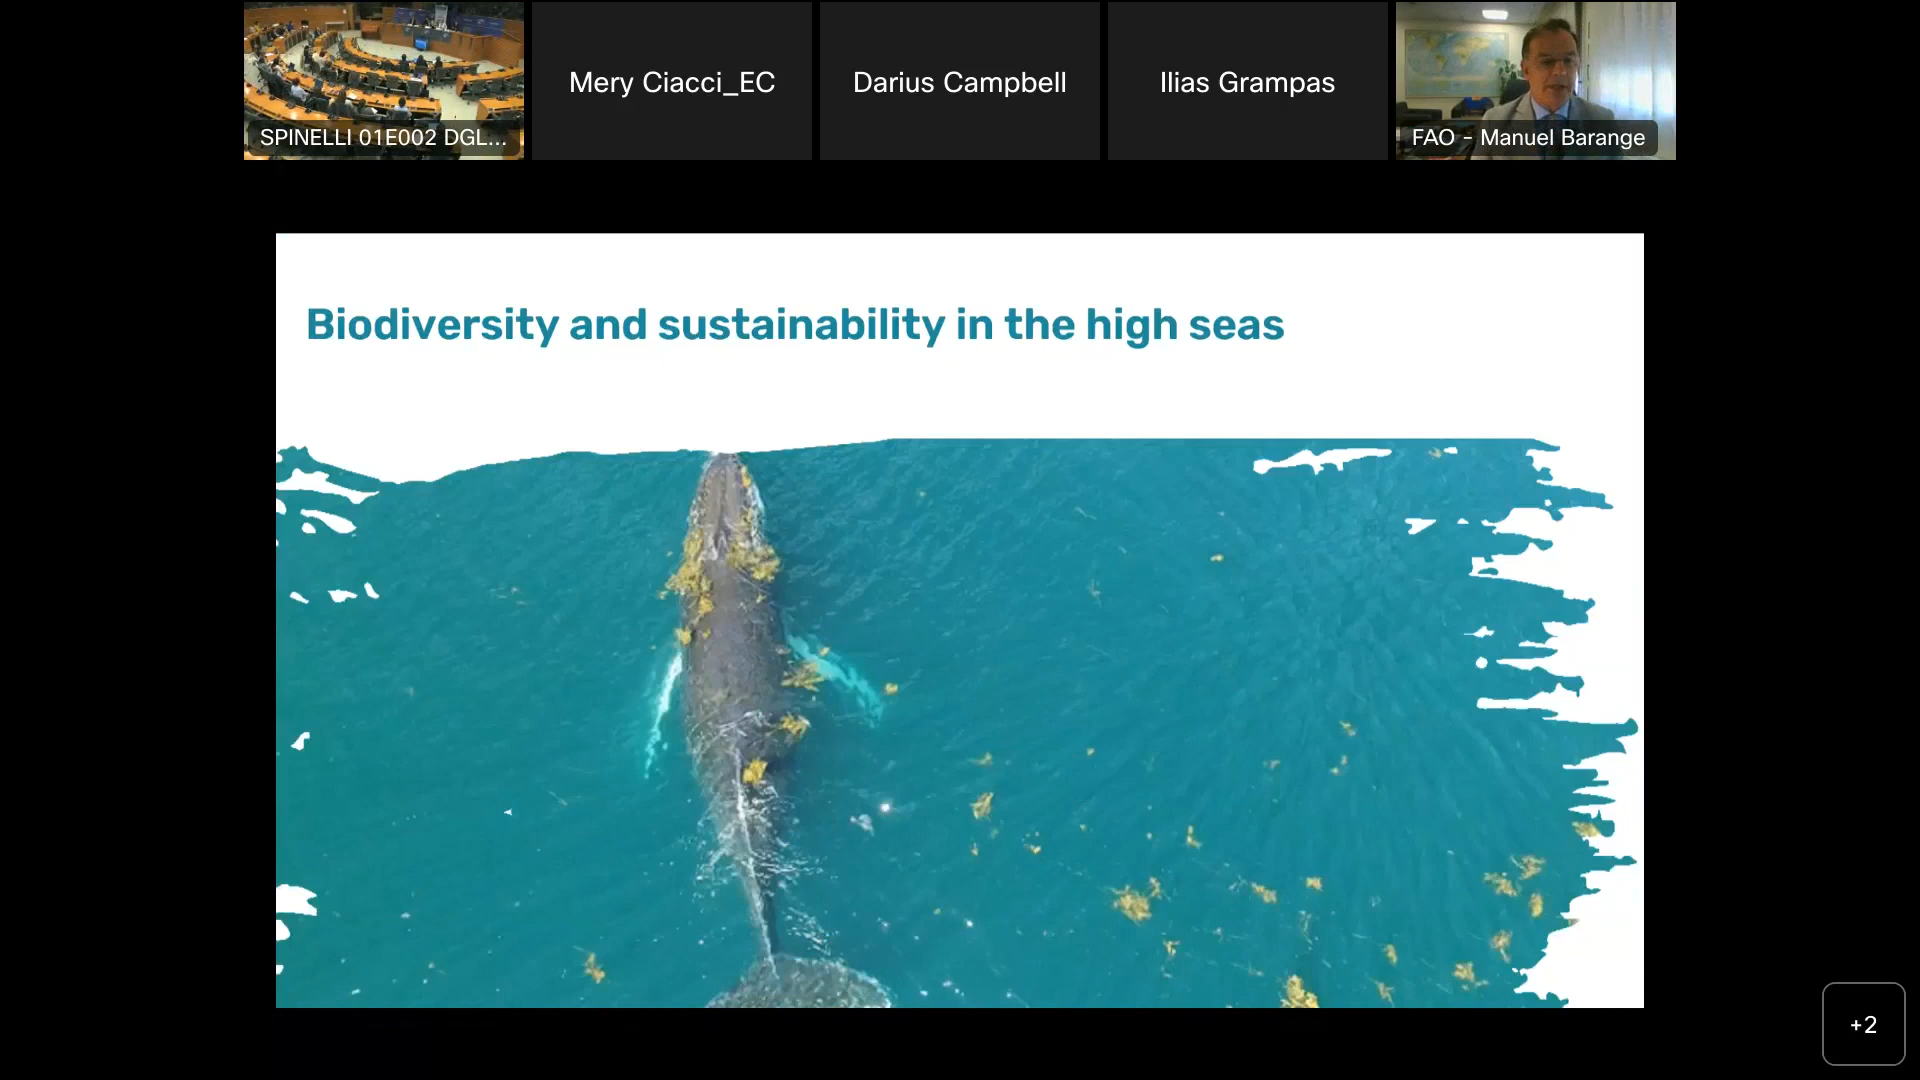 SPINELLI 01E002 DGL...
Mery Ciacci_EC
Darius Campbell
Ilias Grampas
FAO - Manuel Barange
Biodiversity and sustainability in the high seas
+2